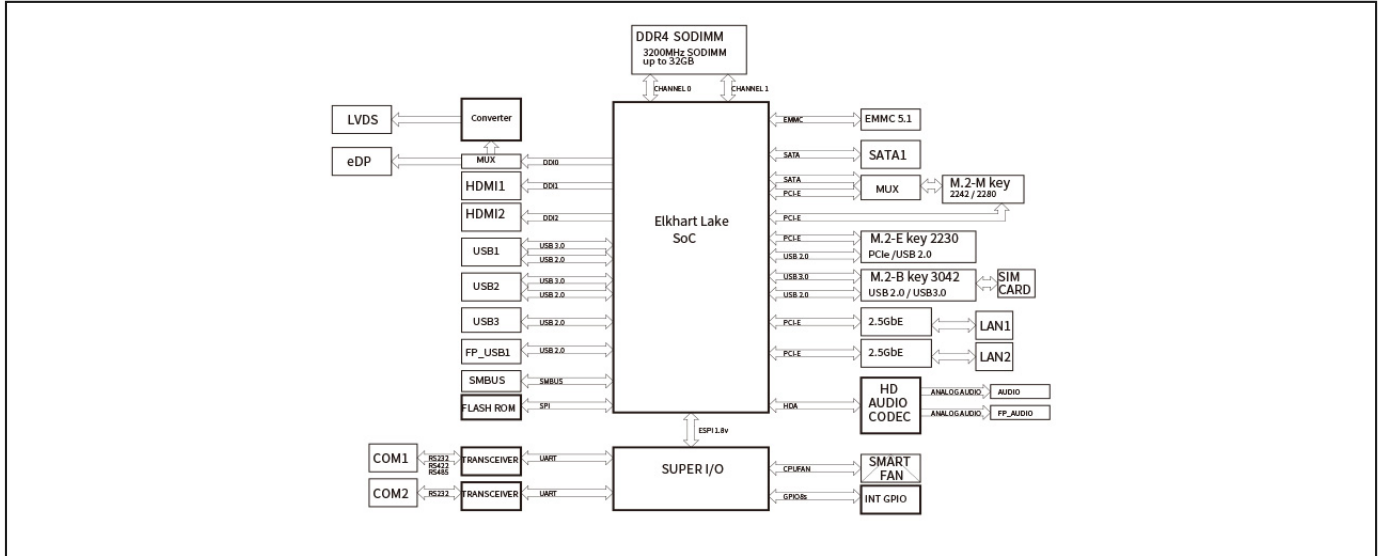 DDR4 SODIMM
3200MHz SODIMM
up to 32GB
CHANNEL 0
CHANNEL 1
LVDS
Converter
EMMC
EMMC 5.1
eDP
MUX
DDI0
SATA
SATA1
HDMI1
DDI1
SATA
PCI-E
MUX
M.2-M key
2242 / 2280
HDMI2
DDI2
Elkhart Lake
SoC
PCI-E
USB1
USB 3.0
USB 2.0
PCI-E
USB 2.0
M.2-E key 2230
PCIe /USB 2.0
USB2
USB 3.0
USB 2.0
USB 3.0
USB 2.0
M.2-B key 3042
USB 2.0 / USB3.0
SIM
CARD
USB3
USB 2.0
PCI-E
2.5GbE
LAN1
FP_USB1
USB 2.0
PCI-E
2.5GbE
LAN2
SMBUS
SMBUS
FLASH ROM
SPI
HDA
HD
AUDIO
CODEC
ANALOG AUDIO
AUDIO
ANALOG AUDIO
FP_AUDIO
ESPI 1.8v
COM1
RS232
RS422
RS485
TRANSCEIVER
UART
SUPER I/O
CPUFAN
SMART
FAN
COM2
RS232
TRANSCEIVER
UART
GPIO8s
INT GPIO